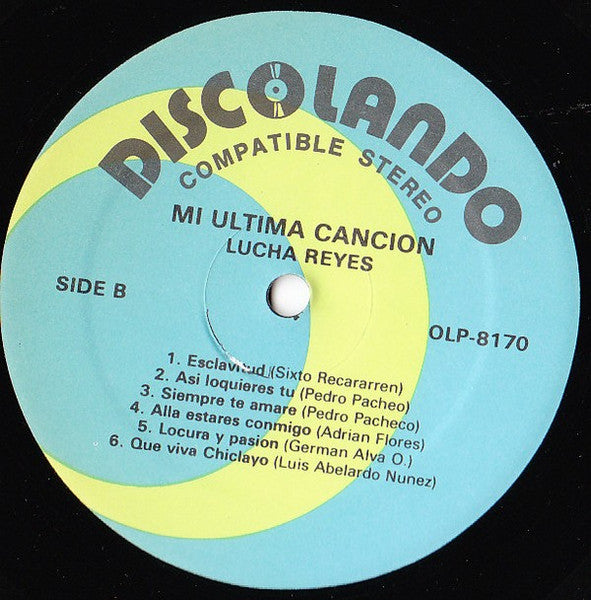 DISCOLANDO
COMPATIBLE STEREO
MI ULTIMA CANCION
LUCHA REYES
SIDE B
OLP-8170
1. Esclavitud (Sixto Recararren)
2. Asi loquieres tu (Pedro Pacheo)
3. Siempre te amare (Pedro Pacheco)
4. Alla estares conmigo (Adrian Flores)
5. Locura y pasion (German Alva O.)
6. Que viva Chiclayo (Luis Abelardo Nunez)